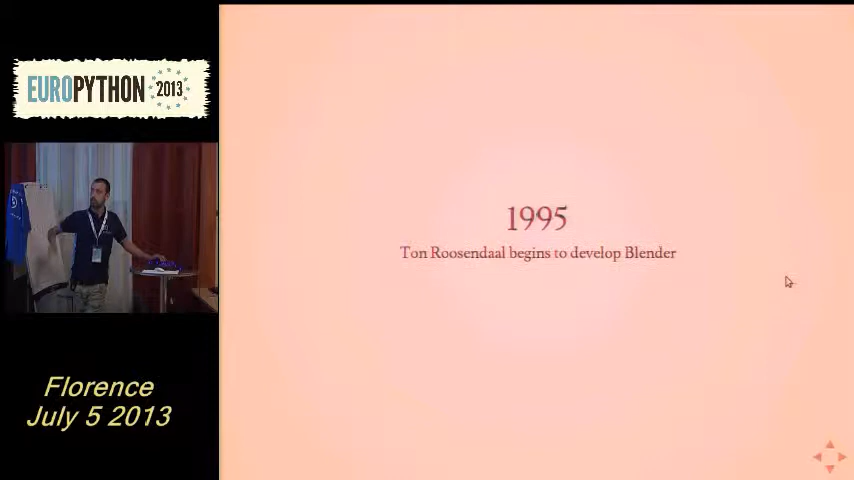 EUROPYTHON 2013
Florence
July 5 2013
1995
Ton Roosendaal begins to develop Blender